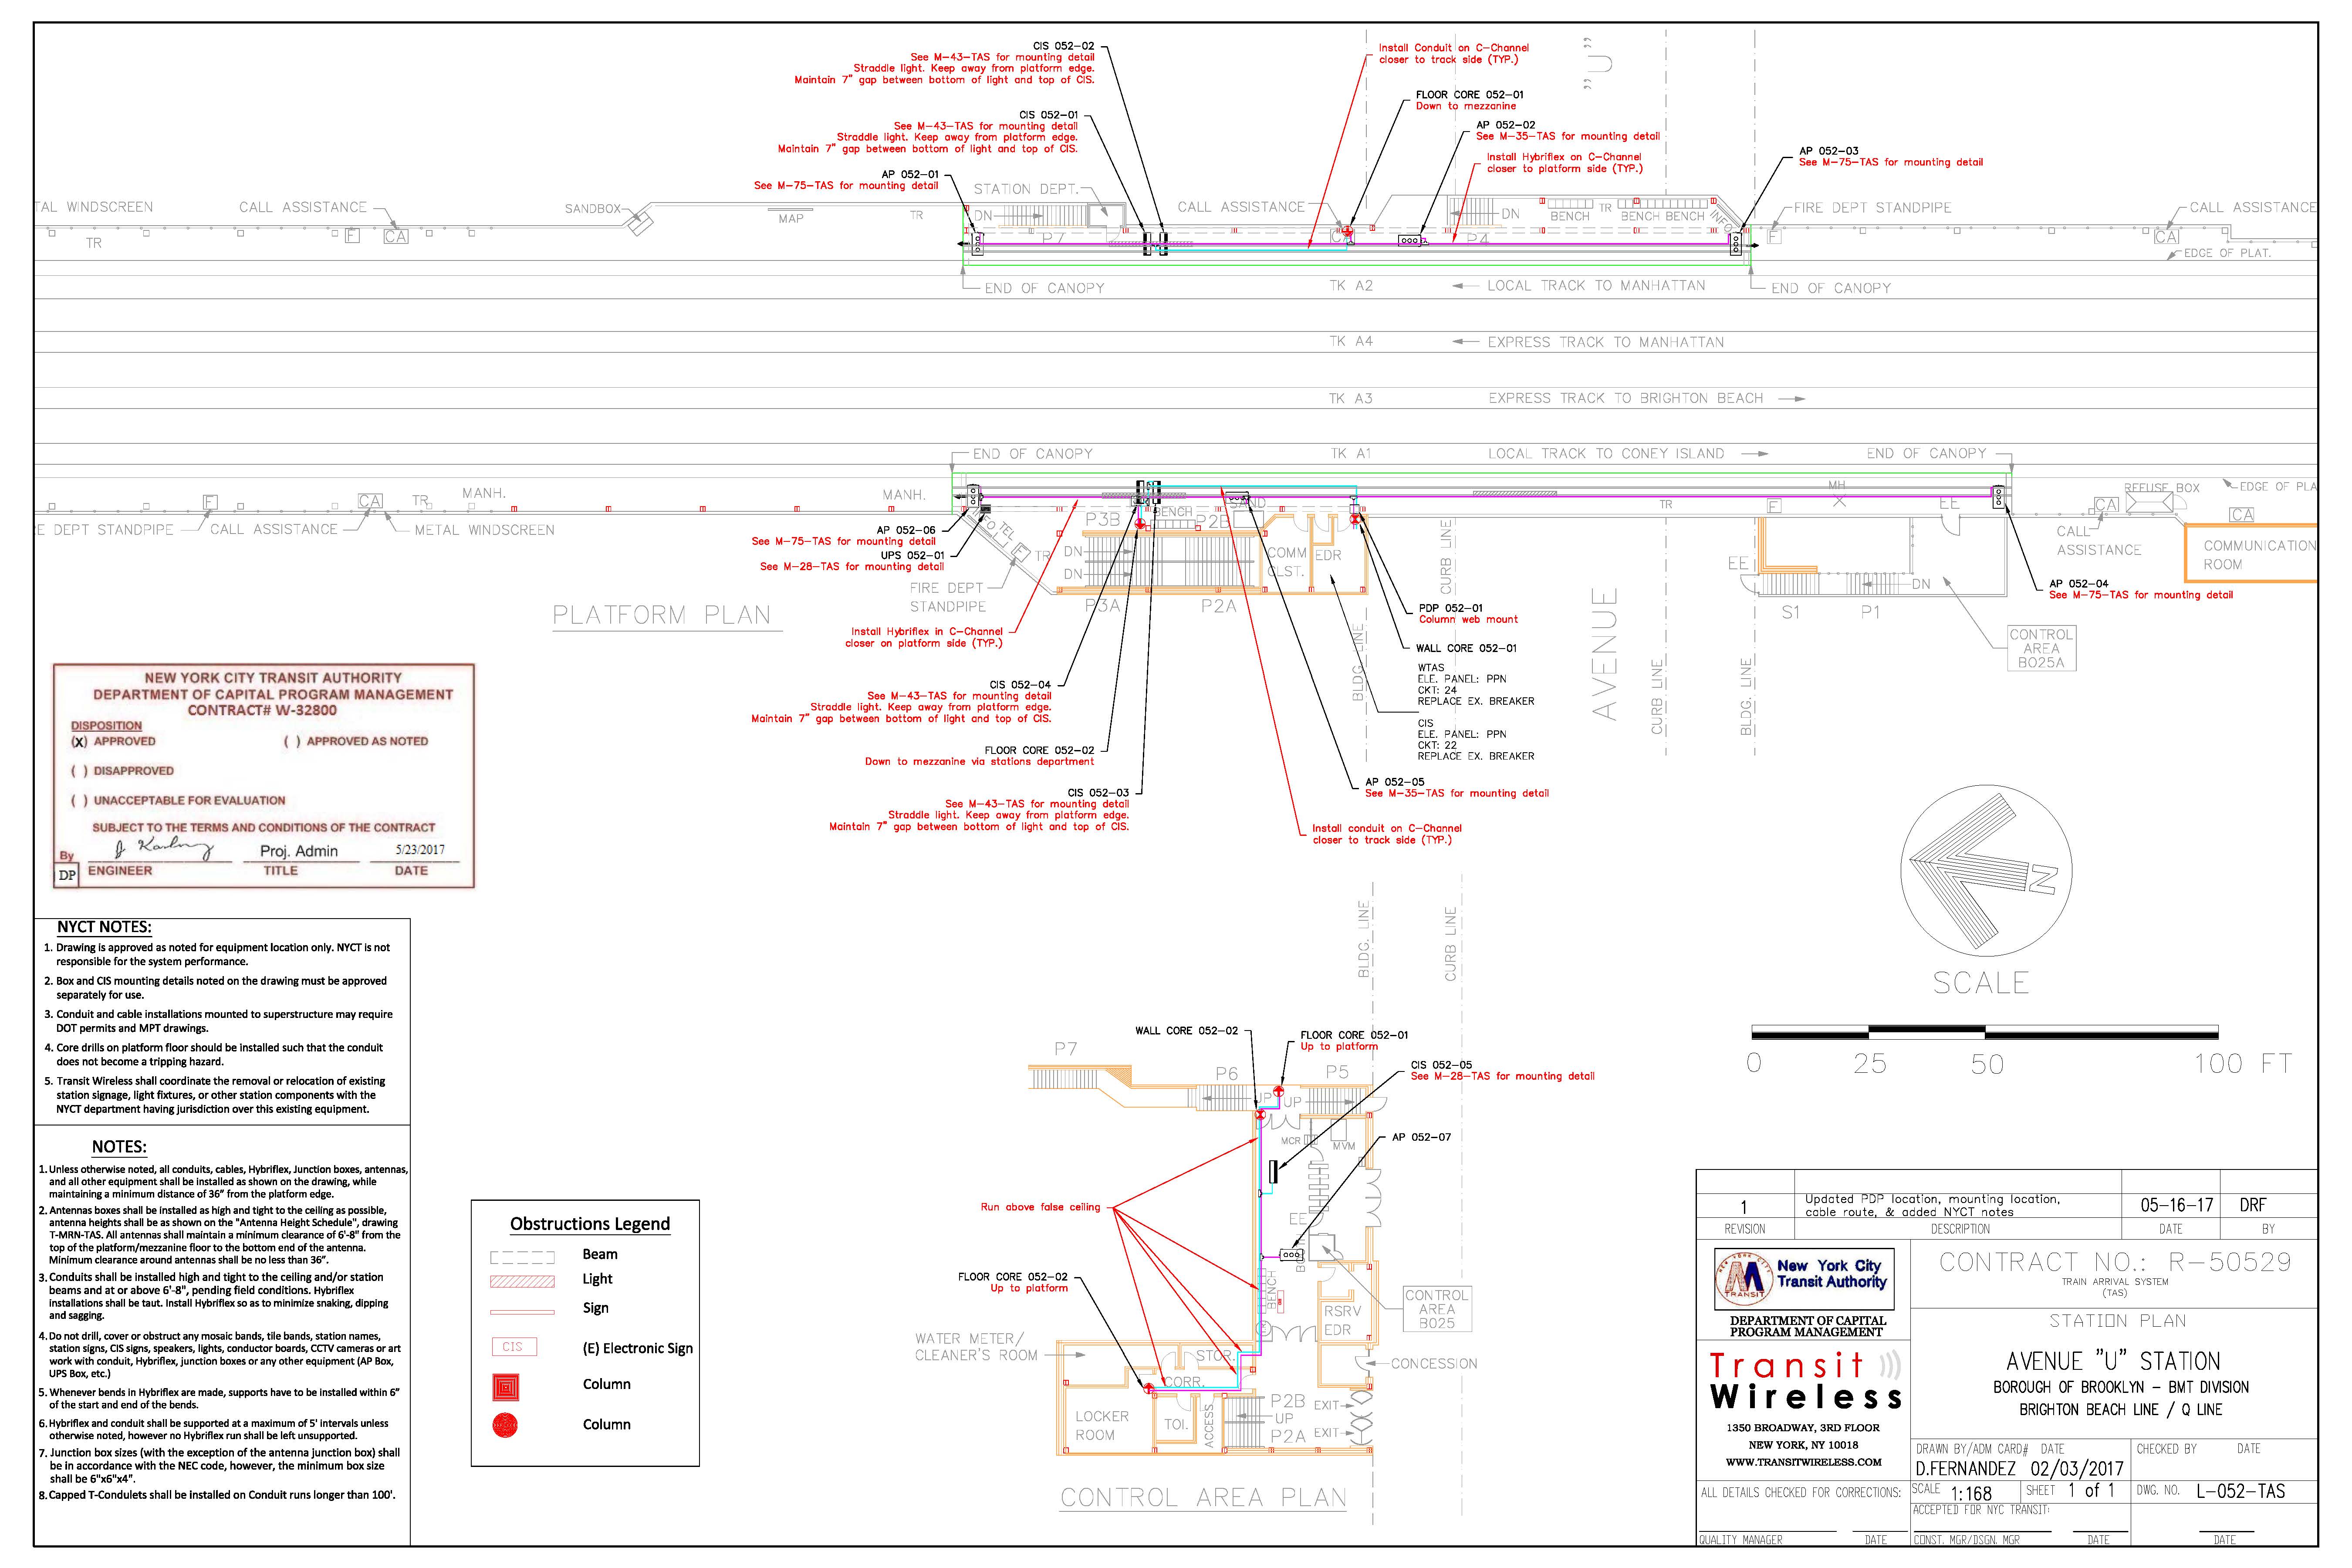 CIS 052-02
See M-43-TAS for mounting detail
Straddle light. Keep away from platform edge.
Maintain 7" gap between bottom of light and top of CIS.
Install Conduit on C-Channel
closer to track side (TYP.)
"U"
FLOOR CORE 052-01
Down to mezzanine
CIS 052-01
See M-43-TAS for mounting detail
Straddle light. Keep away from platform edge.
Maintain 7" gap between bottom of light and top of CIS.
AP 052-02
See M-35-TAS for mounting detail
Install Hybriflex on C-Channel
closer to platform side (TYP.)
AP 052-03
See M-75-TAS for mounting detail
AP 052-01
See M-75-TAS for mounting detail
STATION DEPT.
TAL WINDSCREEN
CALL ASSISTANCE
SANDBOX
MAP
TR
DN
CALL ASSISTANCE
DN
BENCH
TR
BENCH BENCH
INFO
FIRE DEPT STANDPIPE
CALL ASSISTANCE
TR
F
CA
P7
P4
F
CA
EDGE OF PLAT.
END OF CANOPY
TK A2
LOCAL TRACK TO MANHATTAN
END OF CANOPY
TK A4
EXPRESS TRACK TO MANHATTAN
TK A3
EXPRESS TRACK TO BRIGHTON BEACH
END OF CANOPY
TK A1
LOCAL TRACK TO CONEY ISLAND
END OF CANOPY
MANH.
MANH.
F
CA
TR
E DEPT STANDPIPE
CALL ASSISTANCE
METAL WINDSCREEN
AP 052-06
See M-75-TAS for mounting detail
UPS 052-01
See M-28-TAS for mounting detail
INFO
TEL
F
TR
P3B
BENCH
P2B
SAND
DN
DN
COMM
CLST.
EDR
TR
F
MH
EE
CA
REFUSE BOX
EDGE OF PLA
CA
CALL
ASSISTANCE
COMMUNICATION
ROOM
EE
DN
S1
P1
AP 052-04
See M-75-TAS for mounting detail
FIRE DEPT
STANDPIPE
P3A
P2A
PLATFORM PLAN
CURB LINE
BLDG. LINE
AVENUE
CURB LINE
BLDG. LINE
CONTROL
AREA
B025A
Install Hybriflex in C-Channel
closer on platform side (TYP.)
PDP 052-01
Column web mount
WALL CORE 052-01
WTAS
ELE. PANEL: PPN
CKT: 24
REPLACE EX. BREAKER
CIS
ELE. PANEL: PPN
CKT: 22
REPLACE EX. BREAKER
CIS 052-04
See M-43-TAS for mounting detail
Straddle light. Keep away from platform edge.
Maintain 7" gap between bottom of light and top of CIS.
FLOOR CORE 052-02
Down to mezzanine via stations department
CIS 052-03
See M-43-TAS for mounting detail
Straddle light. Keep away from platform edge.
Maintain 7" gap between bottom of light and top of CIS.
AP 052-05
See M-35-TAS for mounting detail
Install conduit on C-Channel
closer to track side (TYP.)
NEW YORK CITY TRANSIT AUTHORITY
DEPARTMENT OF CAPITAL PROGRAM MANAGEMENT
CONTRACT# W-32800
DISPOSITION
(X) APPROVED
( ) APPROVED AS NOTED
( ) DISAPPROVED
( ) UNACCEPTABLE FOR EVALUATION
SUBJECT TO THE TERMS AND CONDITIONS OF THE CONTRACT
By
Proj. Admin
5/23/2017
DP
ENGINEER
TITLE
DATE
NYCT NOTES:
1. Drawing is approved as noted for equipment location only. NYCT is not
responsible for the system performance.
2. Box and CIS mounting details noted on the drawing must be approved
separately for use.
3. Conduit and cable installations mounted to superstructure may require
DOT permits and MPT drawings.
4. Core drills on platform floor should be installed such that the conduit
does not become a tripping hazard.
5. Transit Wireless shall coordinate the removal or relocation of existing
station signage, light fixtures, or other station components with the
NYCT department having jurisdiction over this existing equipment.
NOTES:
1. Unless otherwise noted, all conduits, cables, Hybriflex, Junction boxes, antennas,
and all other equipment shall be installed as shown on the drawing, while
maintaining a minimum distance of 36" from the platform edge.
2. Antennas boxes shall be installed as high and tight to the ceiling as possible,
antenna heights shall be as shown on the "Antenna Height Schedule", drawing
T-MRN-TAS. All antennas shall maintain a minimum clearance of 6'-8" from the
top of the platform/mezzanine floor to the bottom end of the antenna.
Minimum clearance around antennas shall be no less than 36".
3. Conduits shall be installed high and tight to the ceiling and/or station
beams and at or above 6'-8", pending field conditions. Hybriflex
installations shall be taut. Install Hybriflex so as to minimize snaking, dipping
and sagging.
4. Do not drill, cover or obstruct any mosaic bands, tile bands, station names,
station signs, CIS signs, speakers, lights, conductor boards, CCTV cameras or art
work with conduit, Hybriflex, junction boxes or any other equipment (AP Box,
UPS Box, etc.)
5. Whenever bends in Hybriflex are made, supports have to be installed within 6"
of the start and end of the bends.
6. Hybriflex and conduit shall be supported at a maximum of 5' intervals unless
otherwise noted, however no Hybriflex run shall be left unsupported.
7. Junction box sizes (with the exception of the antenna junction box) shall
be in accordance with the NEC code, however, the minimum box size
shall be 6"x6"x4".
8. Capped T-Condulets shall be installed on Conduit runs longer than 100'.
Obstructions Legend
Beam
Light
Sign
CIS
(E) Electronic Sign
Column
Column
BLDG. LINE
CURB LINE
WALL CORE 052-02
FLOOR CORE 052-01
Up to platform
P7
P6
P5
CIS 052-05
See M-28-TAS for mounting detail
UP
UP
MCR
MVM
AP 052-07
Run above false ceiling
EE
BENCH
FLOOR CORE 052-02
Up to platform
CONTROL
AREA
B025
RSRV
EDR
WATER METER/
CLEANER'S ROOM
STOR.
CONCESSION
CORR.
LOCKER
ROOM
TOI.
ACCESS
P2B
UP
P2A
EXIT
EXIT
CONTROL AREA PLAN
N
SCALE
0
25
50
100 FT
1
Updated PDP location, mounting location,
cable route, & added NYCT notes
05-16-17
DRF
REVISION
DESCRIPTION
DATE
BY
NEW YORK CITY
TRANSIT
New York City
Transit Authority
DEPARTMENT OF CAPITAL
PROGRAM MANAGEMENT
CONTRACT NO.: R-50529
TRAIN ARRIVAL SYSTEM
(TAS)
STATION PLAN
Transit
Wireless
1350 BROADWAY, 3RD FLOOR
NEW YORK, NY 10018
WWW.TRANSITWIRELESS.COM
AVENUE "U" STATION
BOROUGH OF BROOKLYN - BMT DIVISION
BRIGHTON BEACH LINE / Q LINE
DRAWN BY/ADM CARD# DATE
D.FERNANDEZ 02/03/2017
CHECKED BY
DATE
ALL DETAILS CHECKED FOR CORRECTIONS:
SCALE 1:168
SHEET 1 of 1
DWG. NO. L-052-TAS
ACCEPTED FOR NYC TRANSIT:
QUALITY MANAGER
DATE
CONST. MGR/DSGN. MGR
DATE
DATE